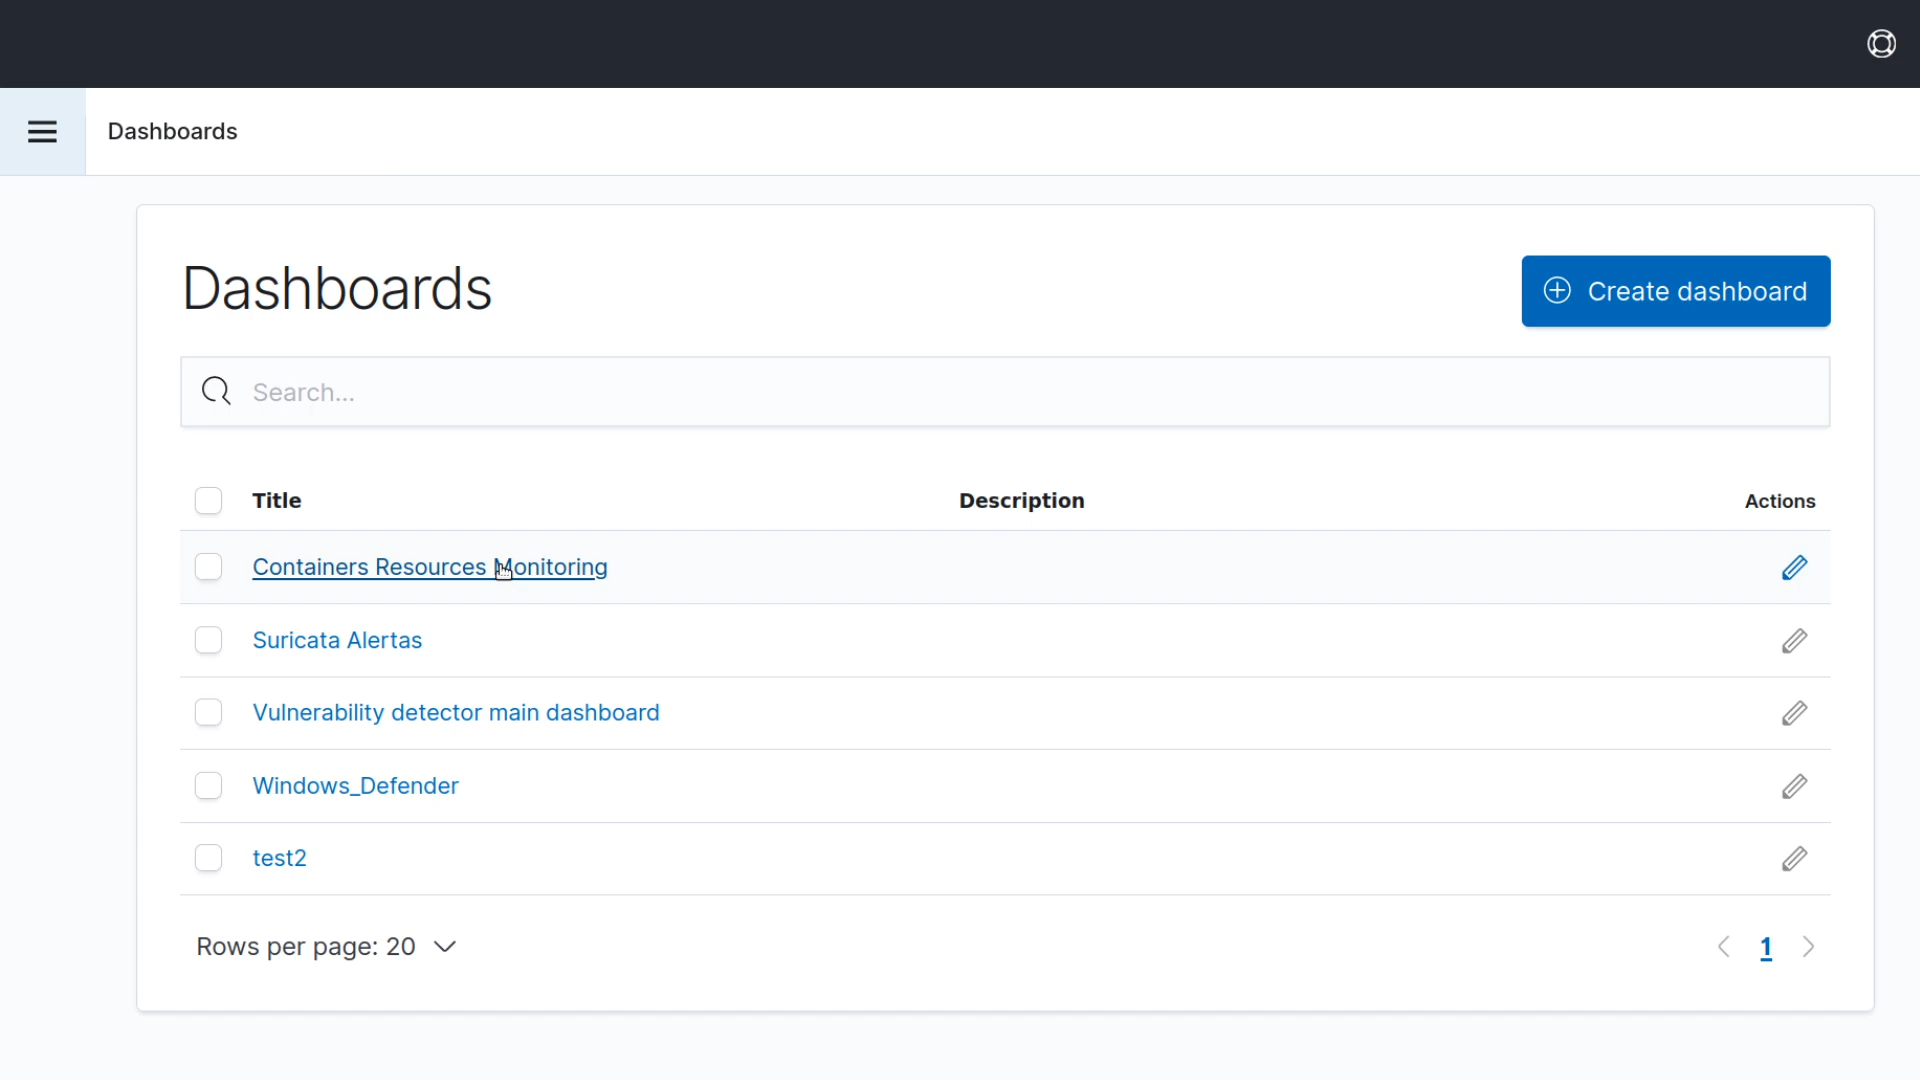 Dashboards
Dashboards
Create dashboard
Search...
Title Description Actions
Containers Resources Monitoring
Suricata Alertas
Vulnerability detector main dashboard
Windows_Defender
test2
Rows per page: 20
1